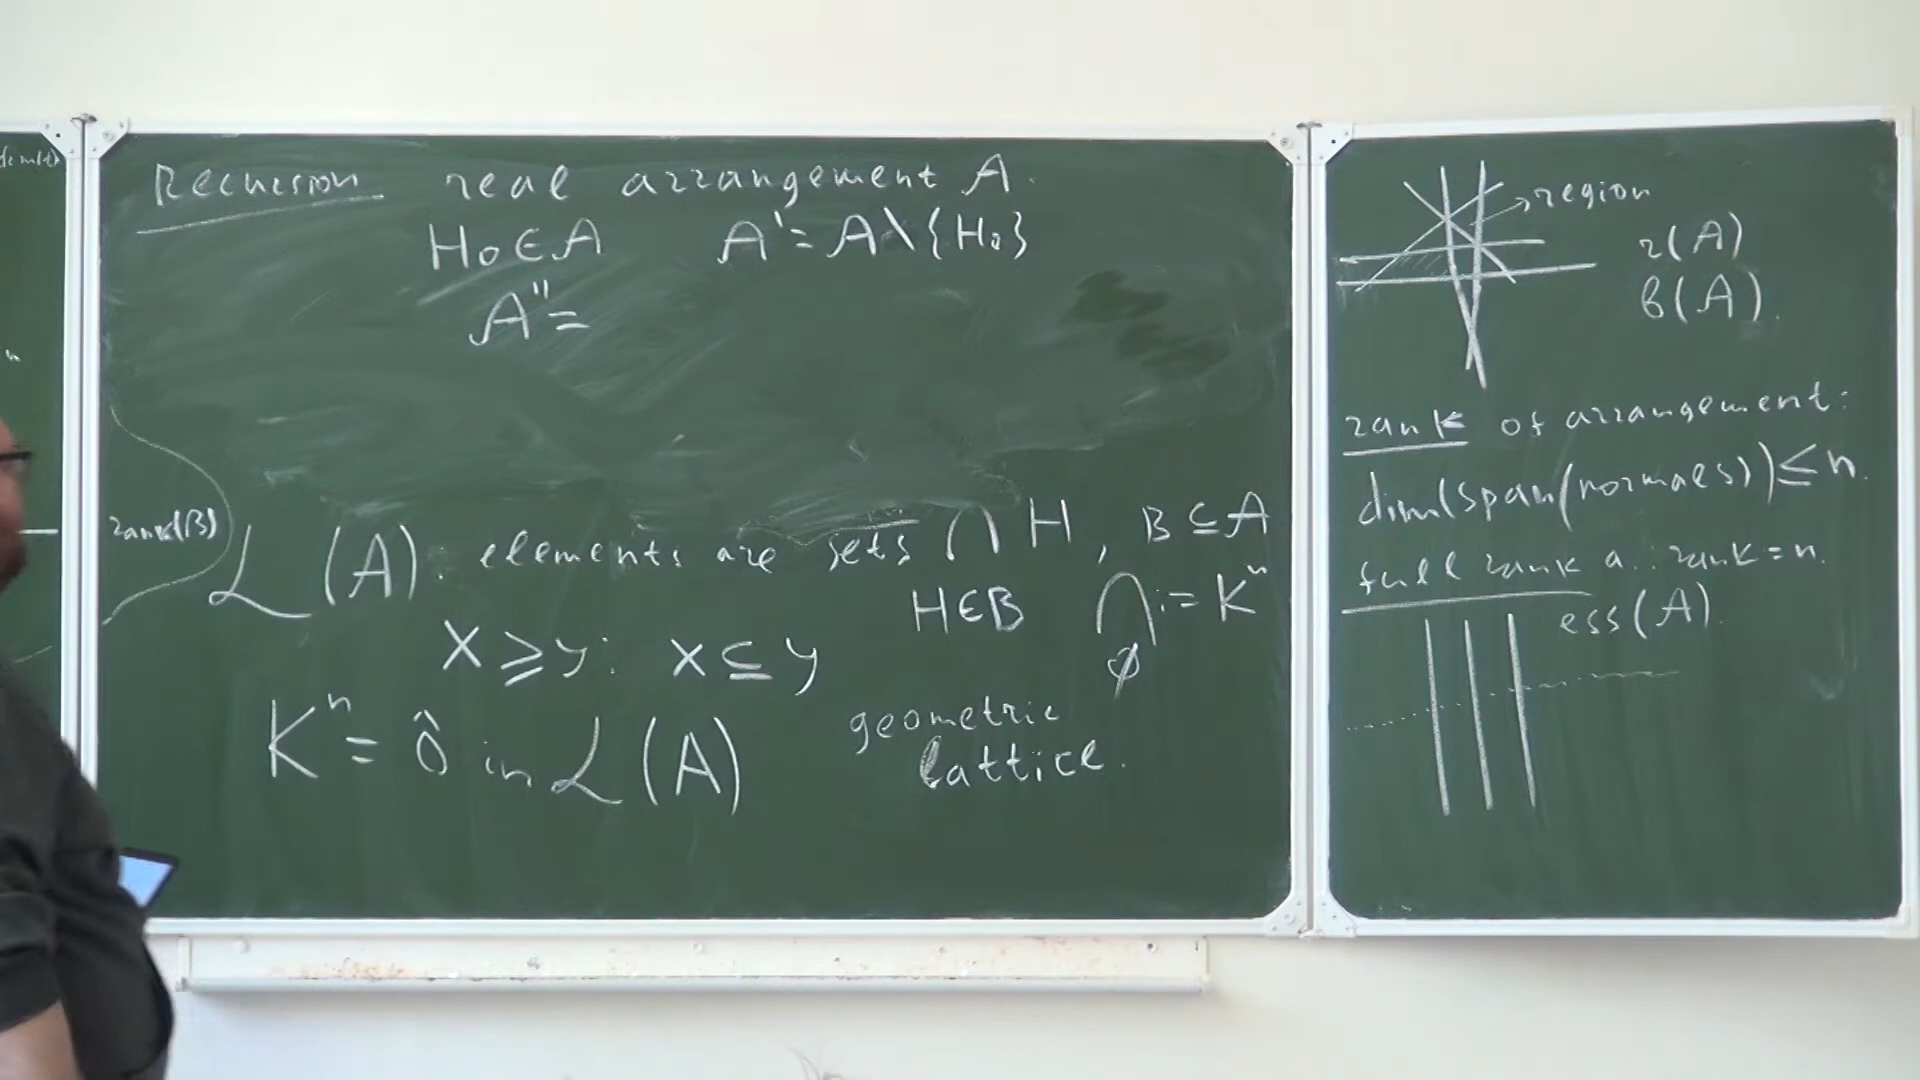 Recursion real arrangement A.
H₀∈A A'=A\{H₀}
A''=
rank(B)
L(A): elements are sets ⋂ H, B⊆A
H∈B ⋂ := Kⁿ
∅
x ⩾ y: x ⊆ y
Kⁿ = 0̂ in L(A)
geometric
lattice.
region
r(A)
b(A).
rank of arrangement:
dim(span(normals))≤n.
full rank a.: rank=n.
ess(A).